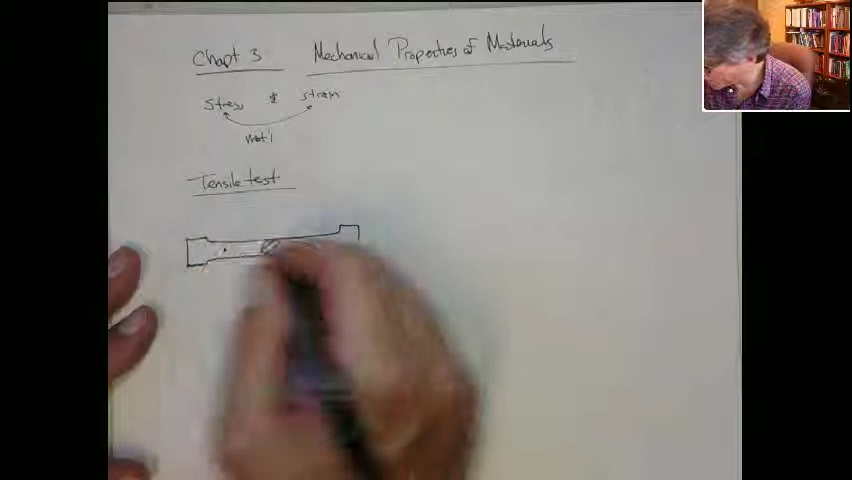 Chapt 3 Mechanical Properties of Materials
Stress & strain
mat'l
Tensile test